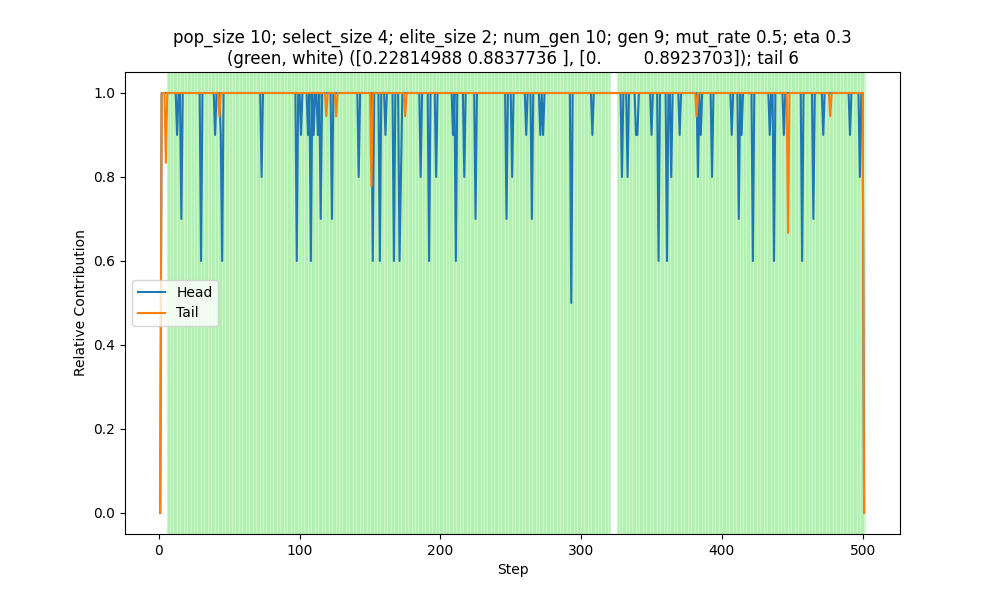 pop_size 10; select_size 4; elite_size 2; num_gen 10; gen 9; mut_rate 0.5; eta 0.3
(green, white) ([0.22814988 0.8837736 ], [0.         0.8923703]); tail 6
1.0
0.8
0.6
0.4
0.2
0.0
Relative Contribution
Head
Tail
0
100
200
300
400
500
Step